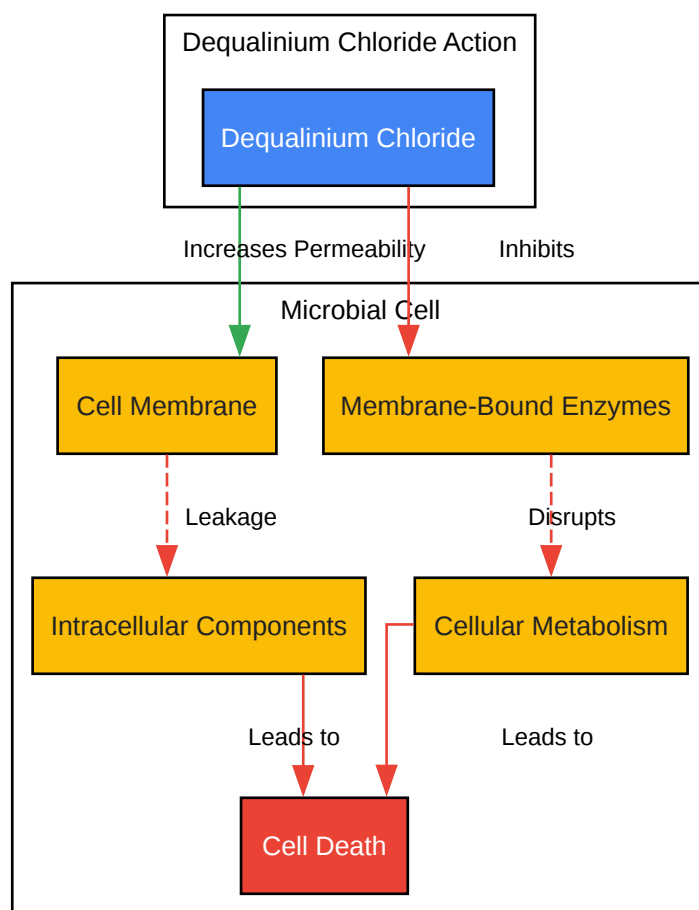 Dequalinium Chloride Action
Dequalinium Chloride
Increases Permeability
Inhibits
Microbial Cell
Cell Membrane
Membrane-Bound Enzymes
Leakage
Disrupts
Intracellular Components
Cellular Metabolism
Leads to
Leads to
Cell Death